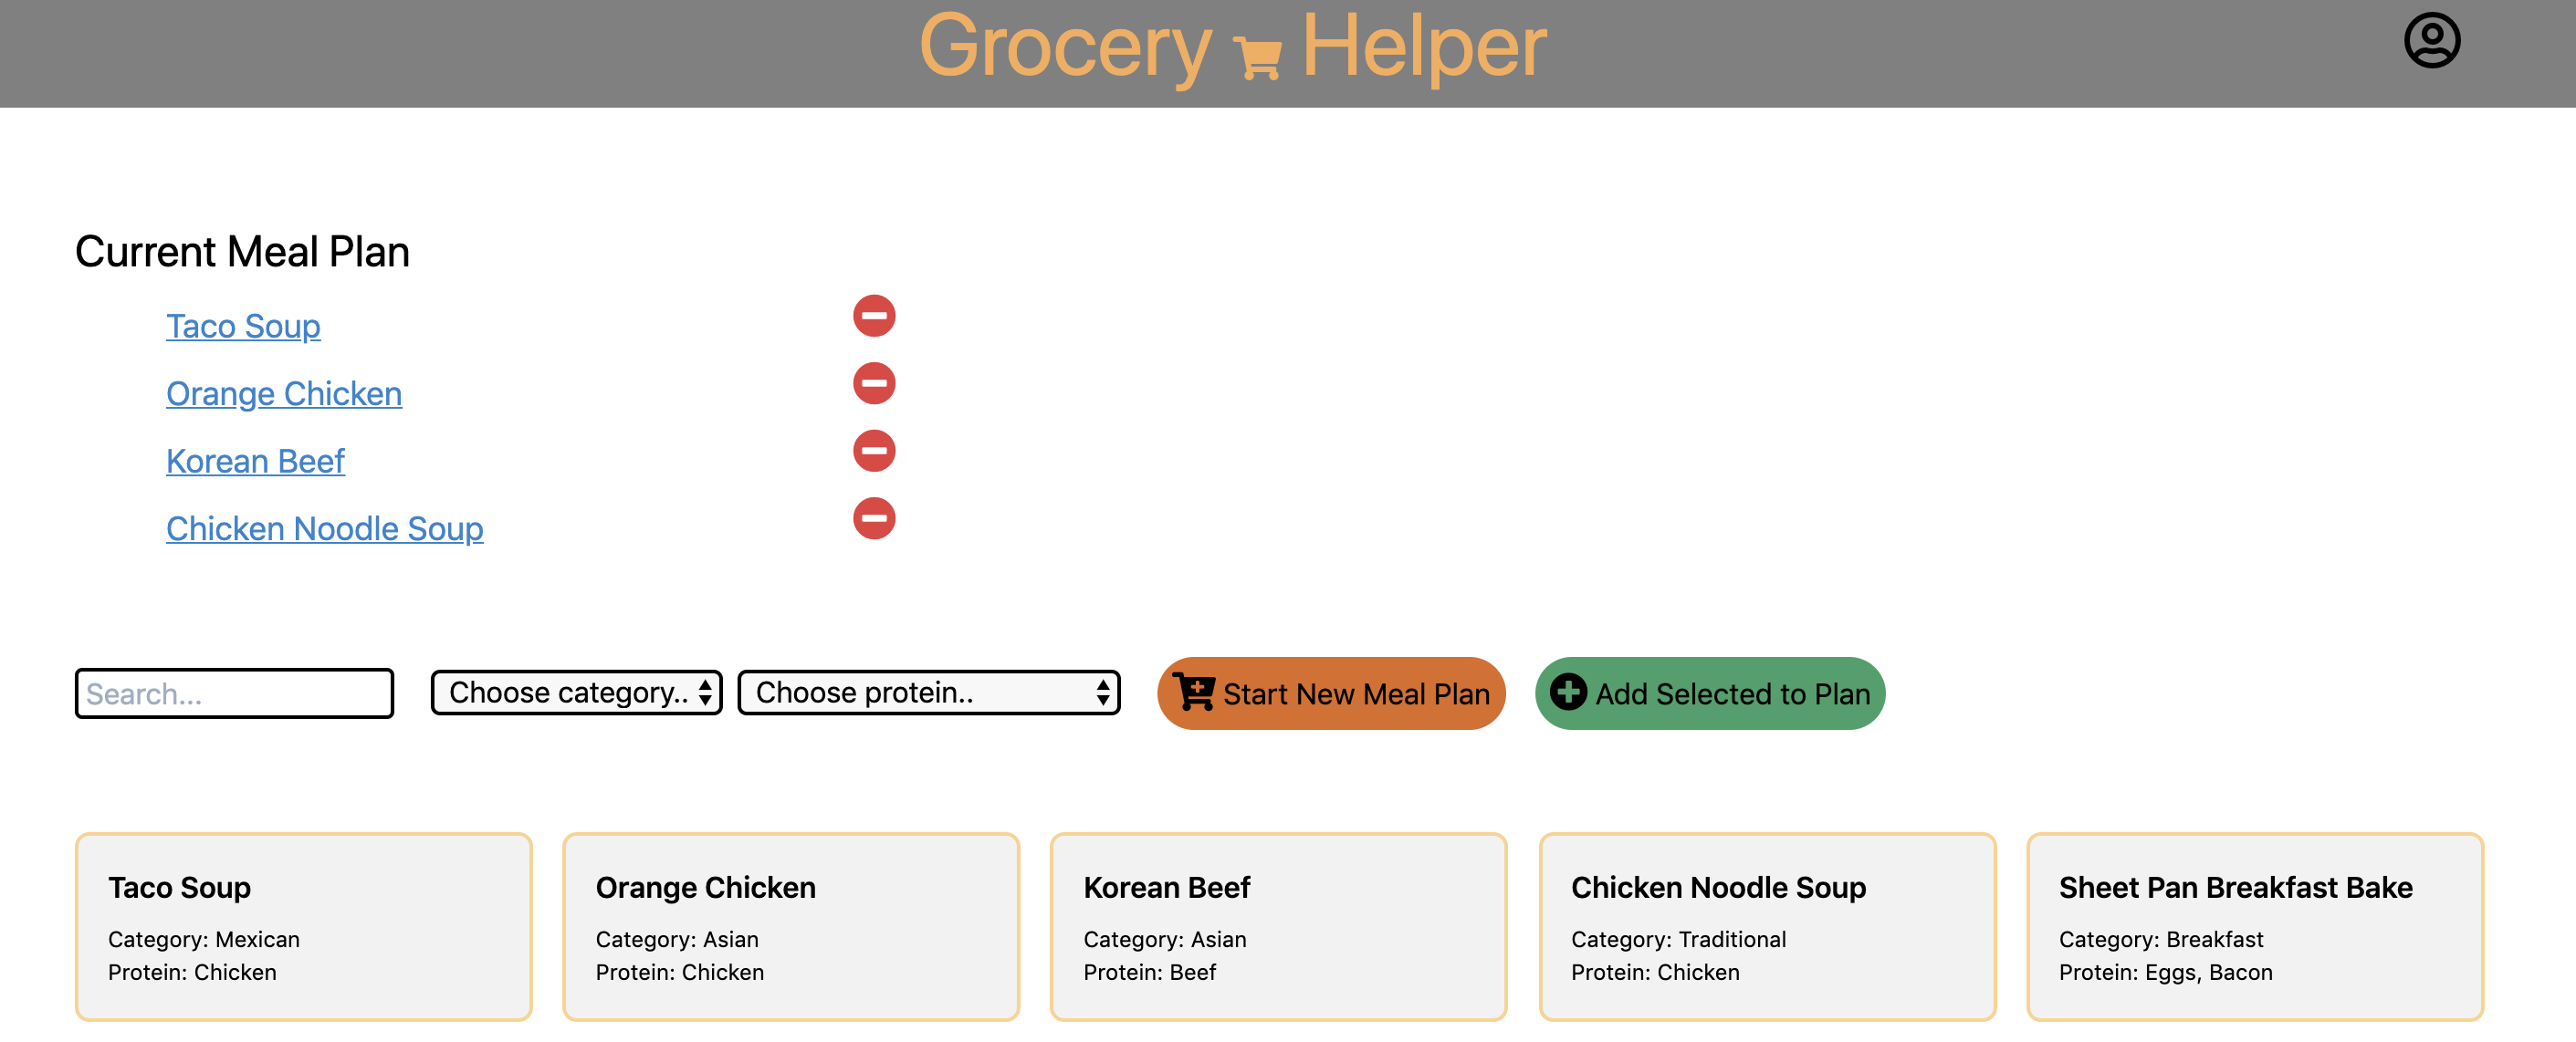 Grocery Helper
Current Meal Plan
Taco Soup
Orange Chicken
Korean Beef
Chicken Noodle Soup
Search...
Choose category..
Choose protein..
Start New Meal Plan
Add Selected to Plan
Taco Soup
Category: Mexican
Protein: Chicken
Orange Chicken
Category: Asian
Protein: Chicken
Korean Beef
Category: Asian
Protein: Beef
Chicken Noodle Soup
Category: Traditional
Protein: Chicken
Sheet Pan Breakfast Bake
Category: Breakfast
Protein: Eggs, Bacon